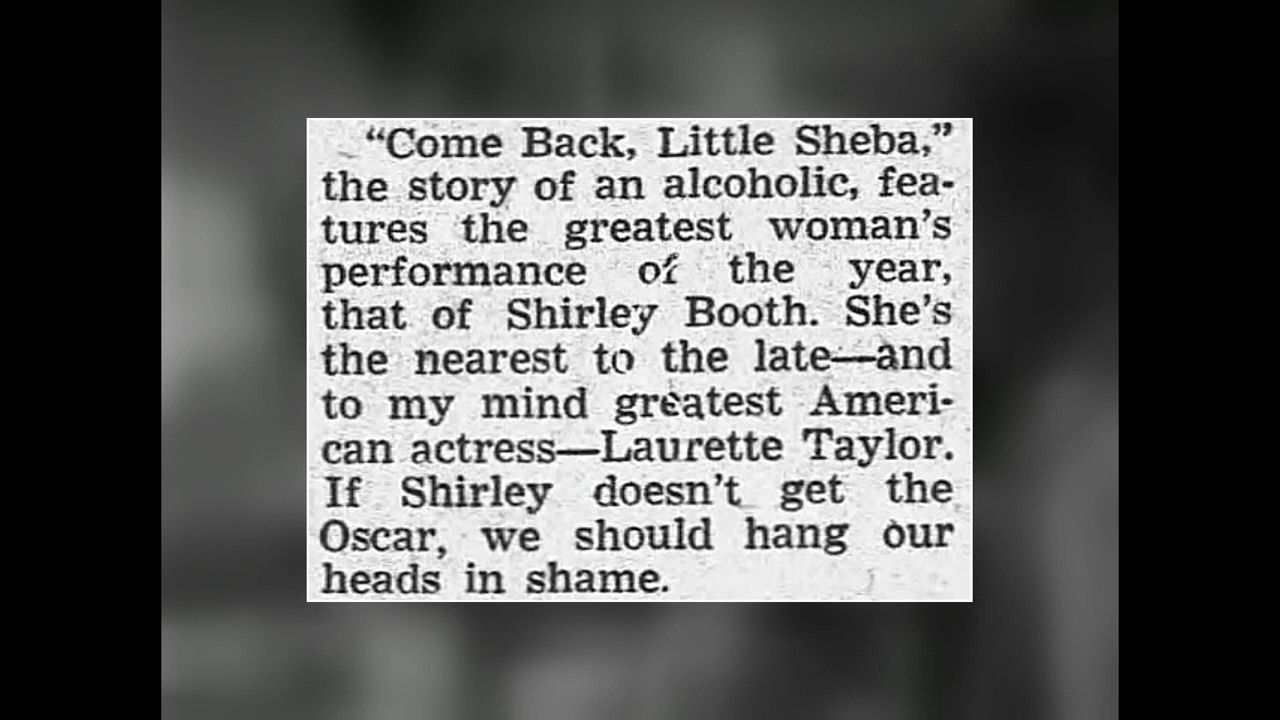 “Come Back, Little Sheba,”
the story of an alcoholic, fea-
tures the greatest woman’s
performance of the year,
that of Shirley Booth. She’s
the nearest to the late—and
to my mind greatest Ameri-
can actress—Laurette Taylor.
If Shirley doesn’t get the
Oscar, we should hang our
heads in shame.